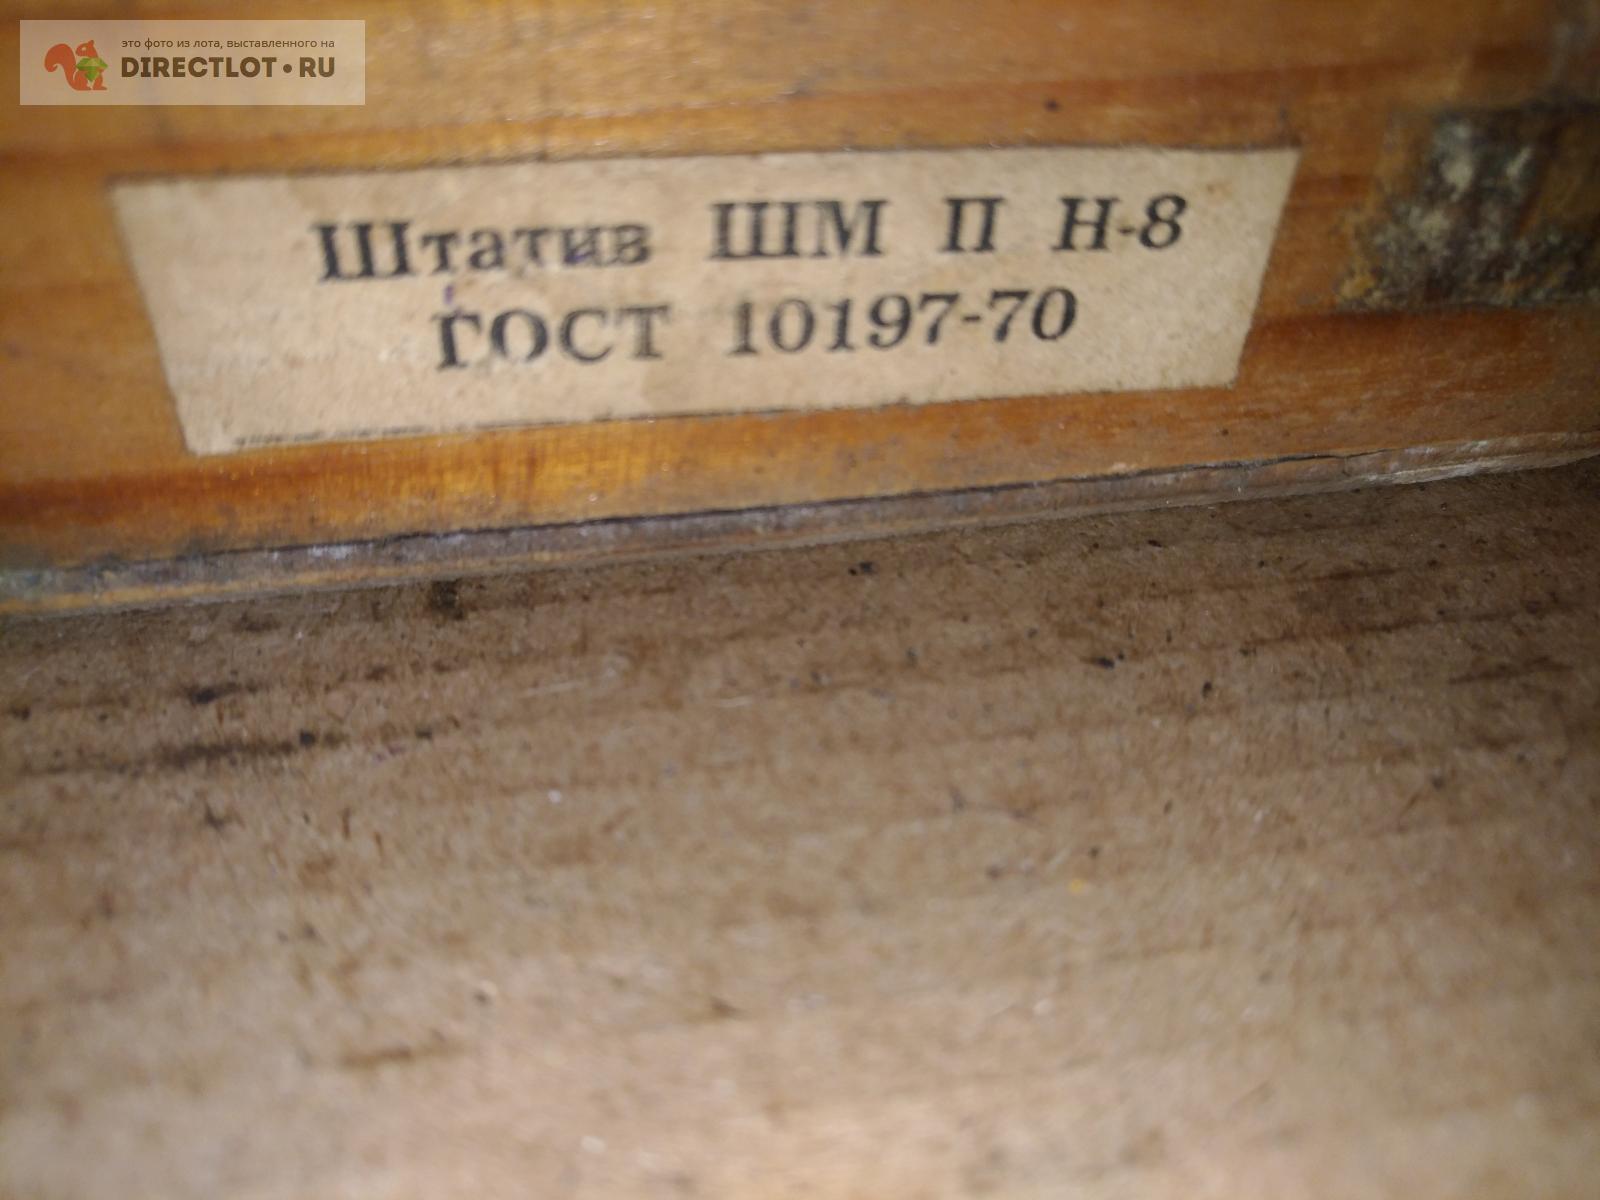 это фото из лота, выставленного на
DIRECTLOT•RU
Штатив ШМ П Н-8
ГОСТ 10197-70